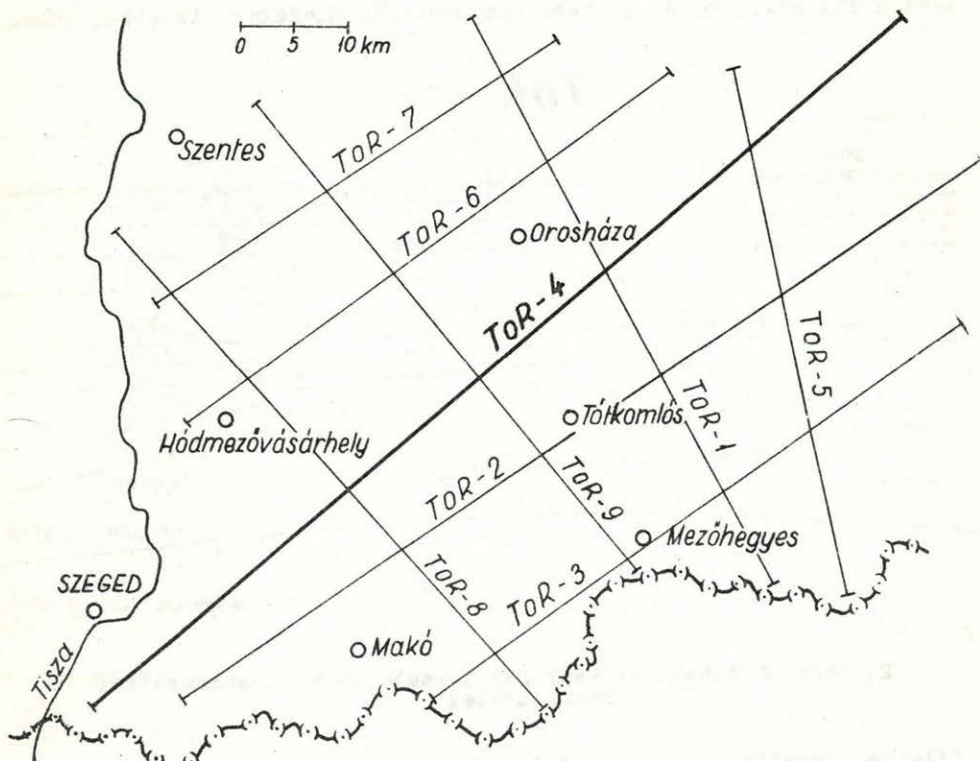 0 5 10 km
Szentes
ToR-7
ToR-6
Orosháza
ToR-4
ToR-5
Hódmezővásárhely
Tótkomlós
ToR-1
ToR-2
ToR-9
Mezőhegyes
SZEGED
ToR-8
ToR-3
Makó
Tisza